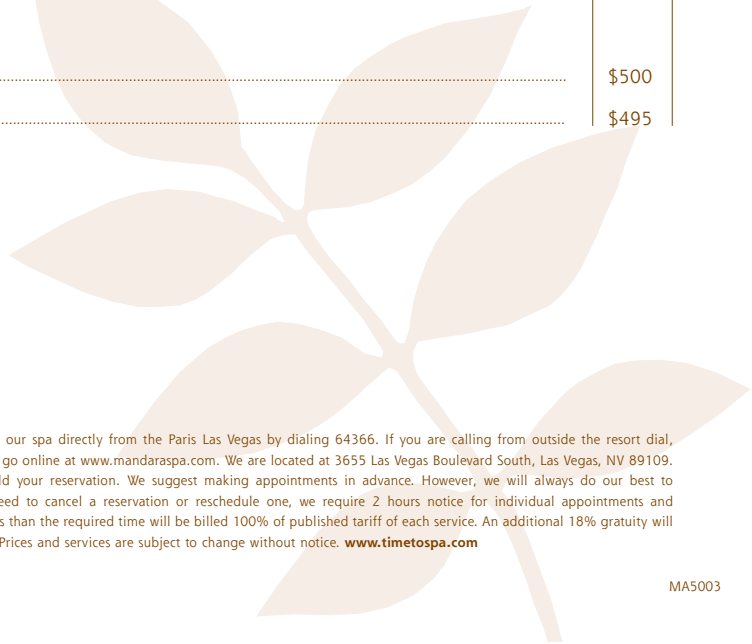 ........ $500
........ $495
our spa directly from the Paris Las Vegas by dialing 64366. If you are calling from outside the resort dial,
go online at www.mandaraspa.com. We are located at 3655 Las Vegas Boulevard South, Las Vegas, NV 89109.
ld your reservation. We suggest making appointments in advance. However, we will always do our best to
eed to cancel a reservation or reschedule one, we require 2 hours notice for individual appointments and
s than the required time will be billed 100% of published tariff of each service. An additional 18% gratuity will
Prices and services are subject to change without notice. www.timetospa.com
MA5003